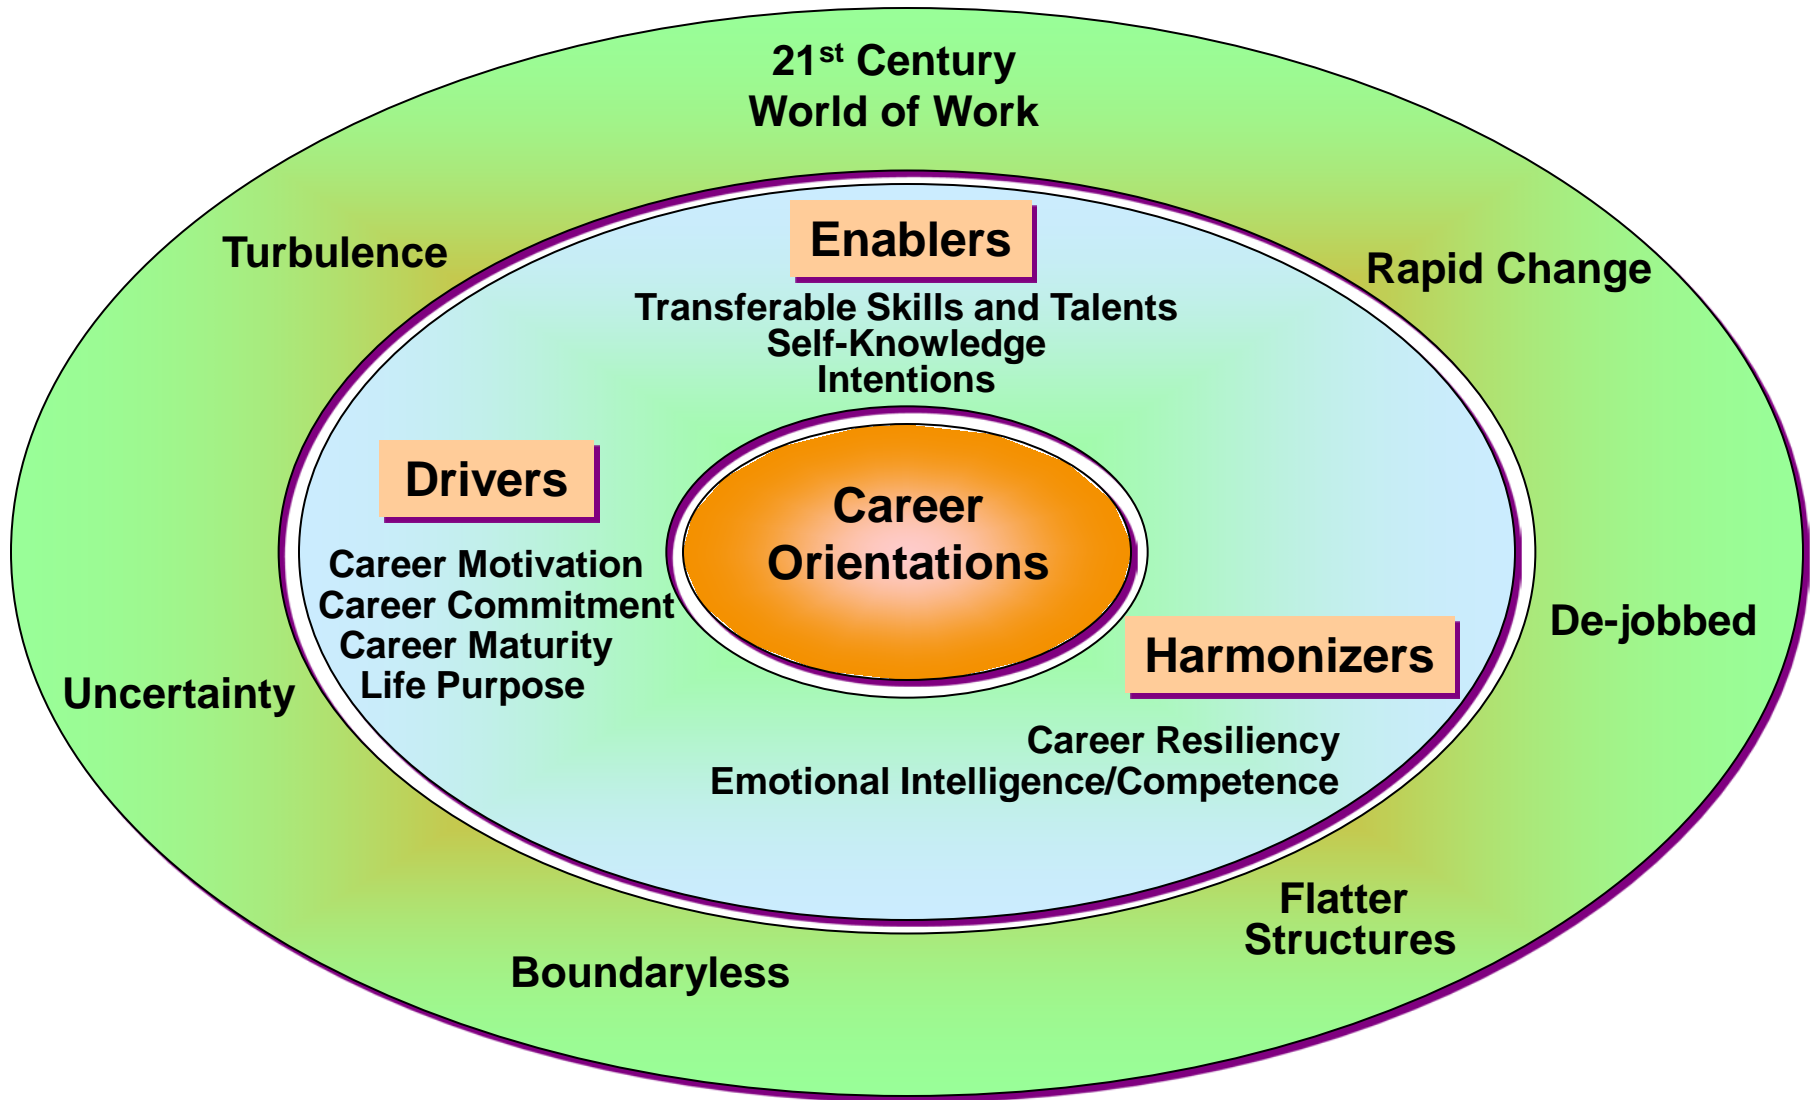 21st Century
World of Work
Turbulence
Rapid Change
Enablers
Transferable Skills and Talents
Self-Knowledge
Intentions
Drivers
Career Motivation
Career Commitment
Career Maturity
Life Purpose
Career
Orientations
Harmonizers
Career Resiliency
Emotional Intelligence/Competence
De-jobbed
Uncertainty
Flatter
Structures
Boundaryless